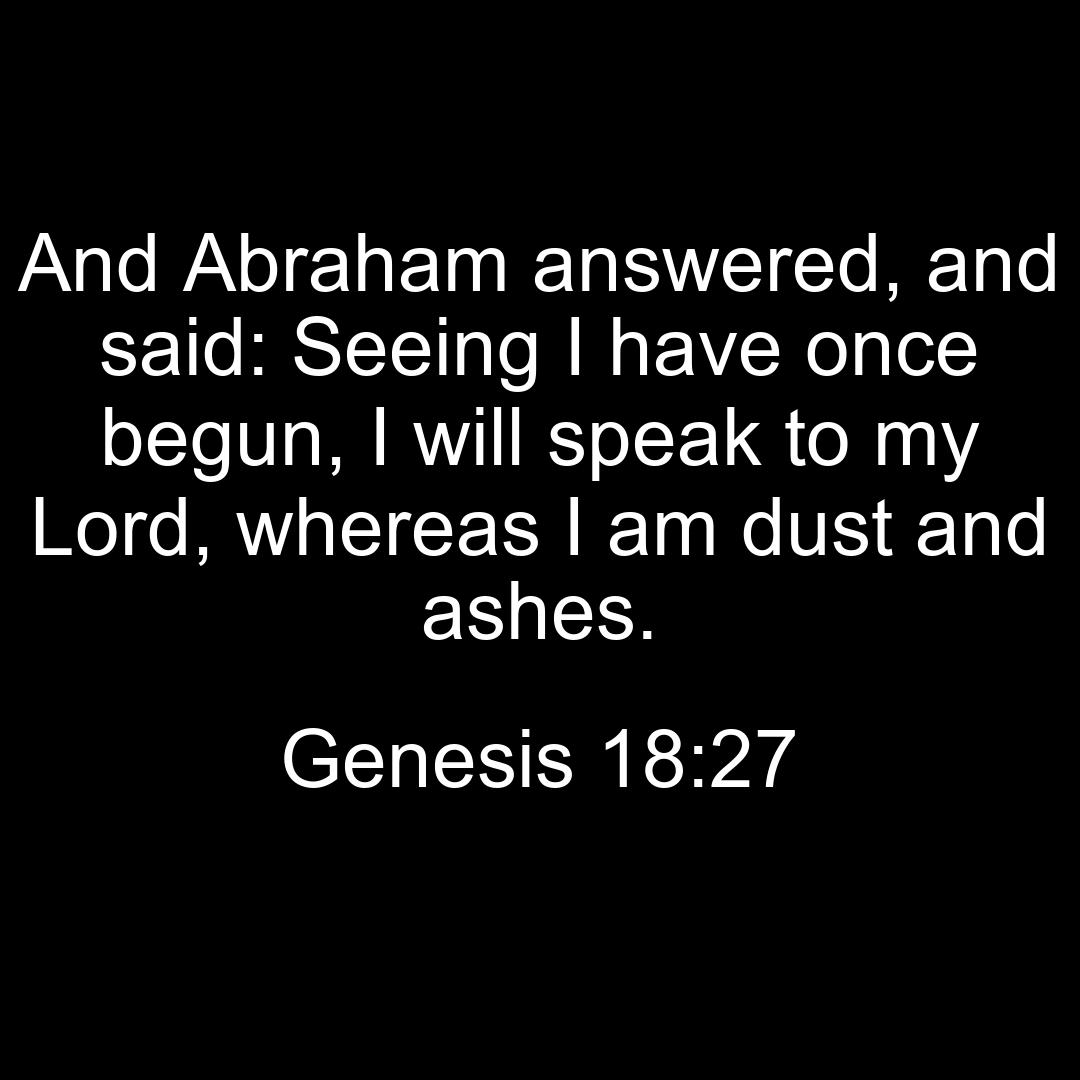 And Abraham answered, and
said: Seeing I have once
begun, I will speak to my
Lord, whereas I am dust and
ashes.
Genesis 18:27